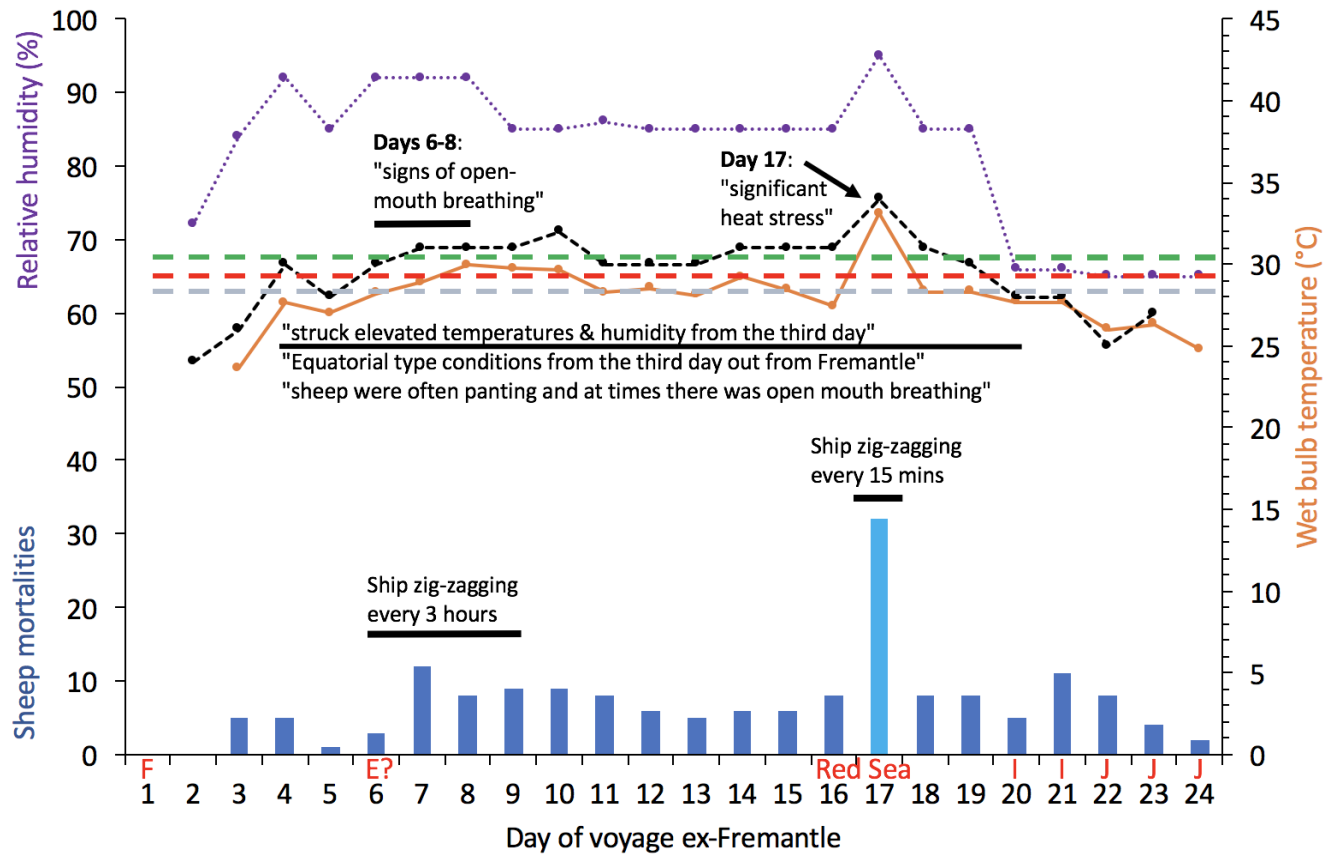 100
90
80
70
60
50
40
30
20
10
0
Relative humidity (%)
Sheep mortalities
45
40
35
30
25
20
15
10
5
0
Wet bulb temperature (°C)
Days 6-8:
"signs of open-
mouth breathing"
Day 17:
"significant
heat stress"
"struck elevated temperatures & humidity from the third day"
"Equatorial type conditions from the third day out from Fremantle"
"sheep were often panting and at times there was open mouth breathing"
Ship zig-zagging
every 15 mins
Ship zig-zagging
every 3 hours
F E? Red Sea I I J J J
1 2 3 4 5 6 7 8 9 10 11 12 13 14 15 16 17 18 19 20 21 22 23 24
Day of voyage ex-Fremantle